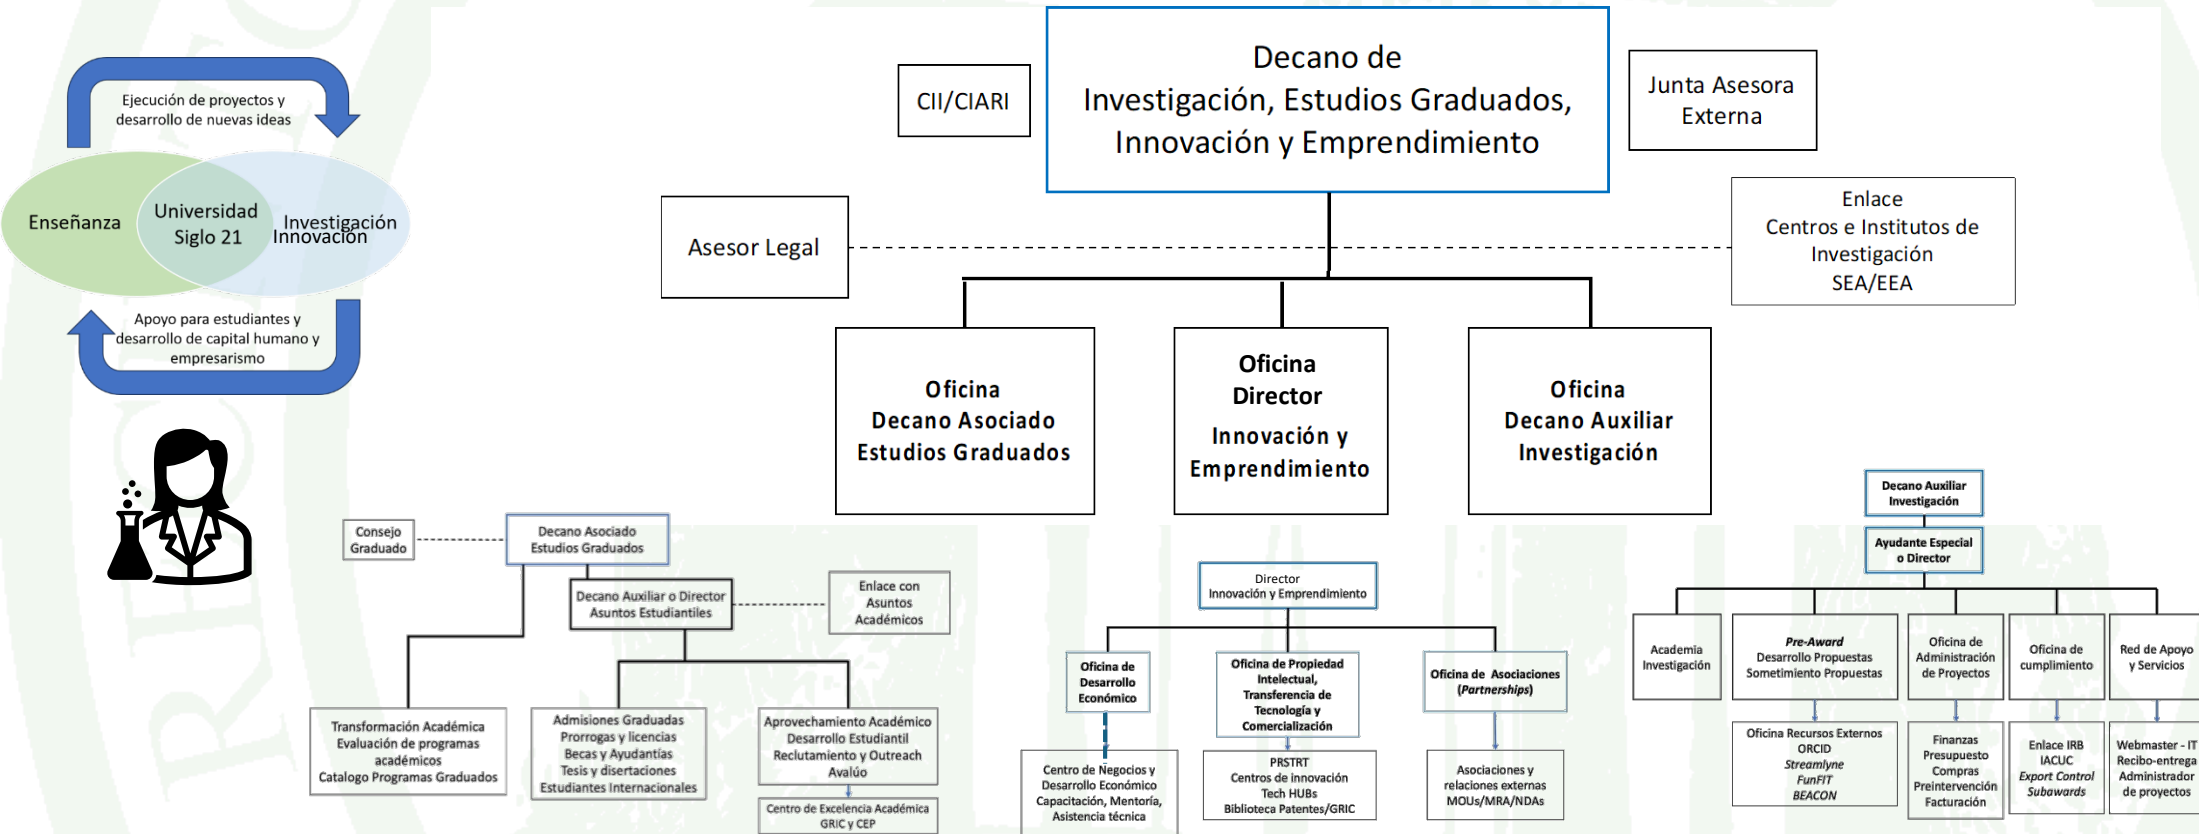 Decano de
Investigación, Estudios Graduados,
Innovación y Emprendimiento
CII/CIARI
Junta Asesora
Externa
Ejecución de proyectos y
desarrollo de nuevas ideas
Enseñanza
Universidad
Siglo 21
Investigación
Innovación
Apoyo para estudiantes y
desarrollo de capital humano y
empresarismo
Asesor Legal
Enlace
Centros e Institutos de
Investigación
SEA/EEA
Oficina
Decano Asociado
Estudios Graduados
Oficina
Director
Innovación y
Emprendimiento
Oficina
Decano Auxiliar
Investigación
Consejo
Graduado
Decano Asociado
Estudios Graduados
Decano Auxiliar o Director
Asuntos Estudiantiles
Enlace con
Asuntos
Académicos
Transformación Académica
Evaluación de programas
académicos
Catalogo Programas Graduados
Admisiones Graduadas
Prorrogas y licencias
Becas y Ayudantías
Tesis y disertaciones
Estudiantes Internacionales
Aprovechamiento Académico
Desarrollo Estudiantil
Reclutamiento y Outreach
Avalúo
Centro de Excelencia Académica
GRIC y CEP
Director
Innovación y Emprendimiento
Oficina de
Desarrollo
Económico
Oficina de Propiedad
Intelectual,
Transferencia de
Tecnología y
Comercialización
Oficina de Asociaciones
(Partnerships)
Centro de Negocios y
Desarrollo Económico
Capacitación, Mentoría,
Asistencia técnica
PRSTRT
Centros de innovación
Tech HUBs
Biblioteca Patentes/GRIC
Asociaciones y
relaciones externas
MOUs/MRA/NDAs
Decano Auxiliar
Investigación
Ayudante Especial
o Director
Academia
Investigación
Pre-Award
Desarrollo Propuestas
Sometimiento Propuestas
Oficina de
Administración
de Proyectos
Oficina de
cumplimiento
Red de Apoyo
y Servicios
Oficina Recursos Externos
ORCID
Streamlyne
FunFIT
BEACON
Finanzas
Presupuesto
Compras
Preintervención
Facturación
Enlace IRB
IACUC
Export Control
Subawards
Webmaster - IT
Recibo-entrega
Administrador
de proyectos